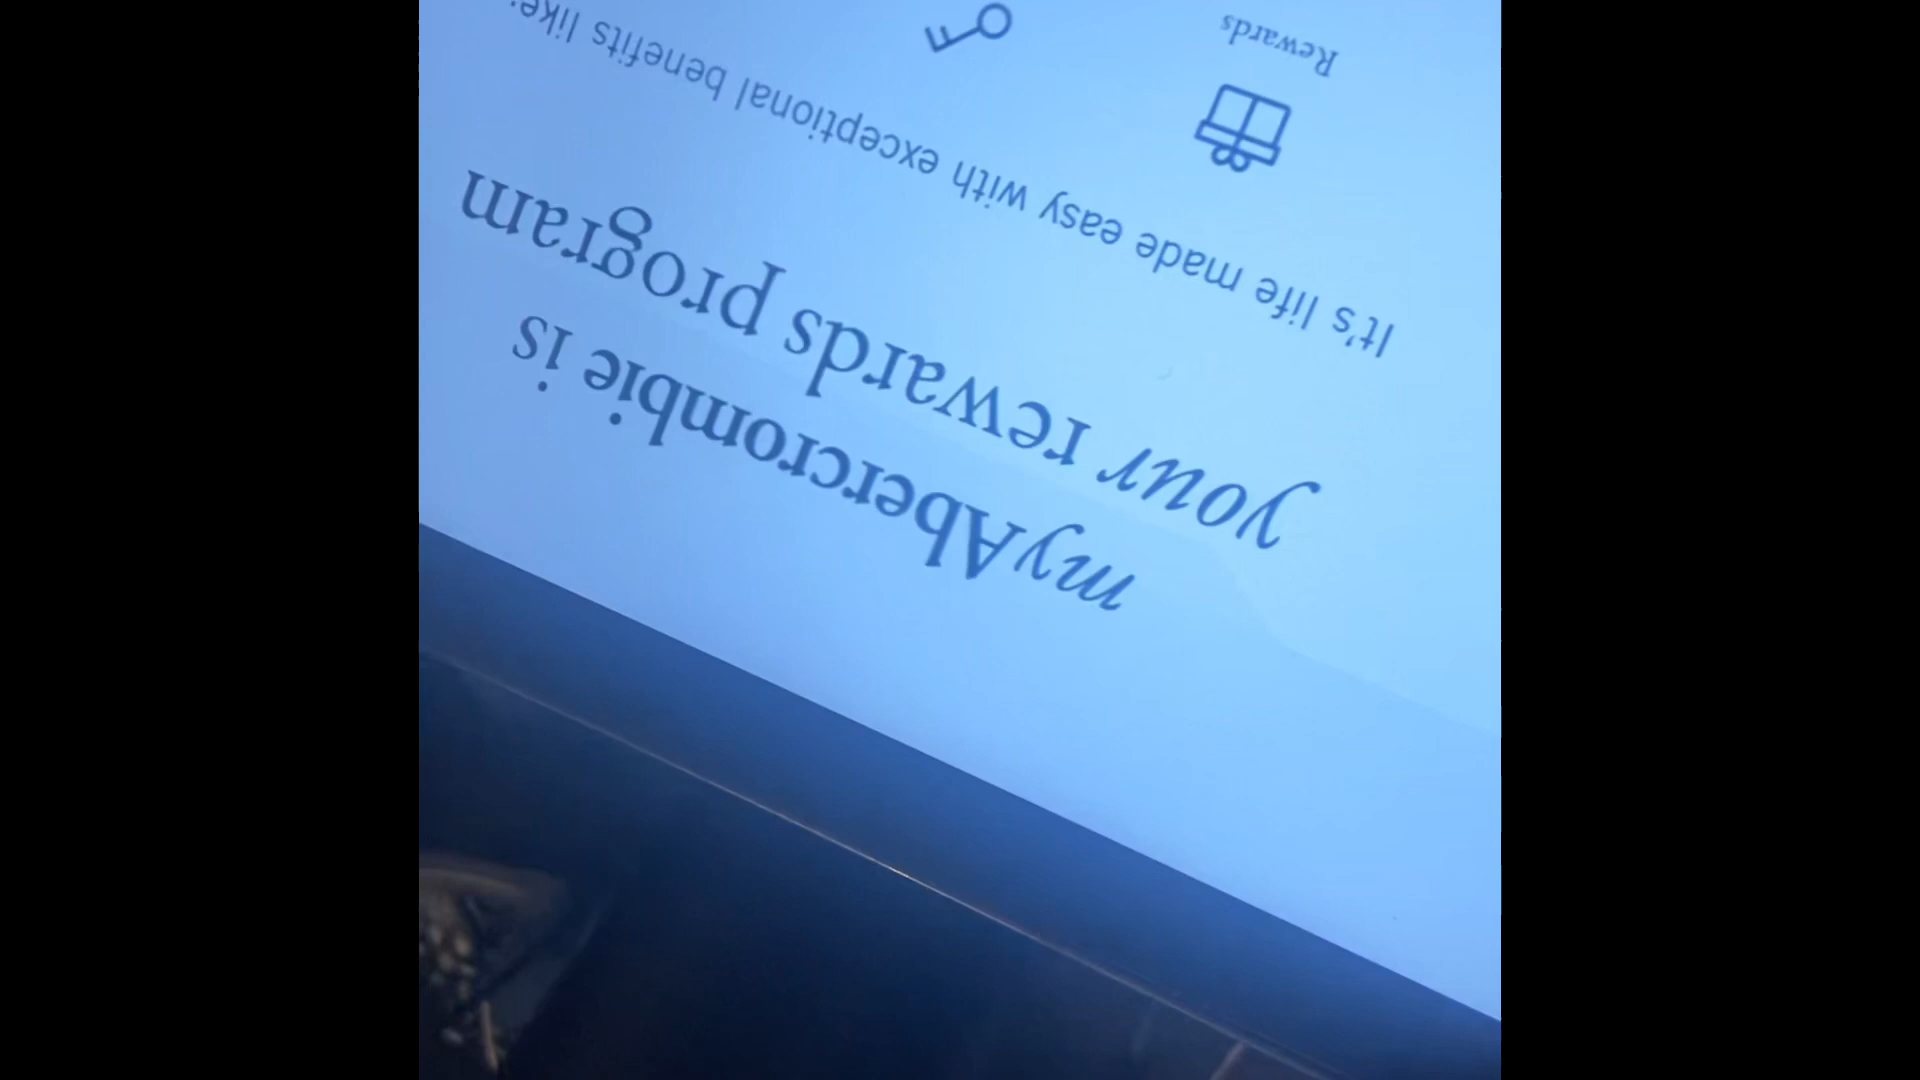 myAbercrombie is
your rewards program
It's life made easy with exceptional benefits like:
Rewards